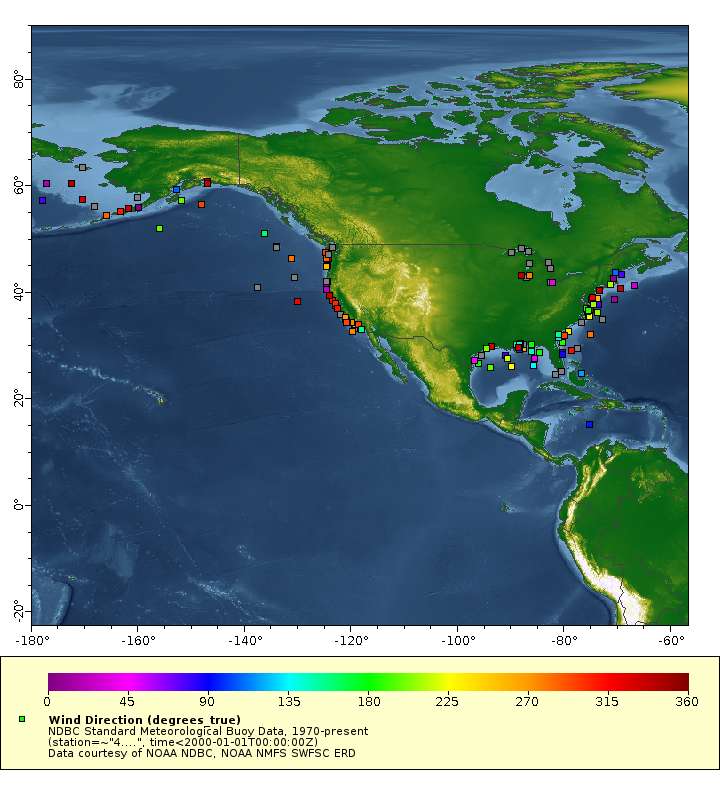 80°
60°
40°
20°
0°
-20°
-180° -160° -140° -120° -100° -80° -60°
0 45 90 135 180 225 270 315 360
Wind Direction (degrees_true)
NDBC Standard Meteorological Buoy Data, 1970-present
(station=~"4....", time<2000-01-01T00:00:00Z)
Data courtesy of NOAA NDBC, NOAA NMFS SWFSC ERD